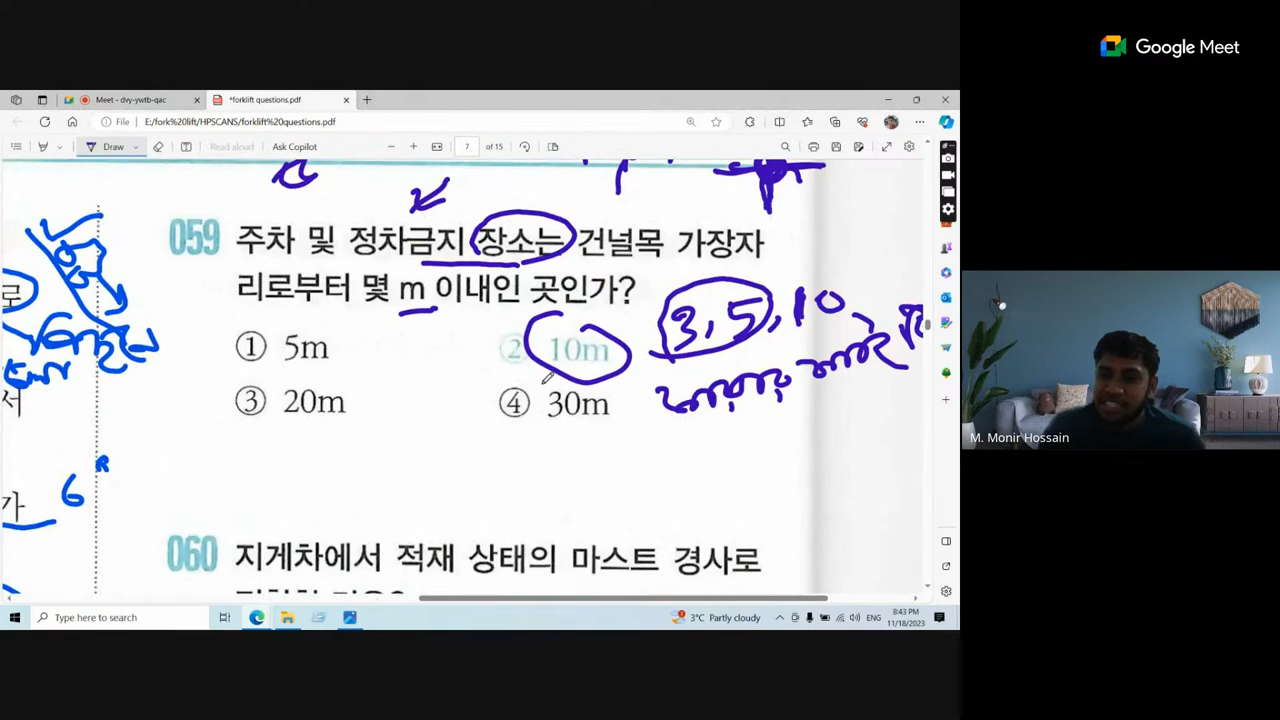 Google Meet
Meet - dvy-ywtb-qac
*forklift questions.pdf
File
E:/fork%20lift/HPSCANS/forklift%20questions.pdf
Draw
Read aloud
Ask Copilot
7
of 15
059 주차 및 정차금지 장소는 건널목 가장자
리로부터 몇 m 이내인 곳인가?
3, 5, 10
① 5m
② 10m
③ 20m
④ 30m
로
서
가
6
060 지게차에서 적재 상태의 마스트 경사로
M. Monir Hossain
Type here to search
3°C Partly cloudy
ENG
8:43 PM
11/18/2023